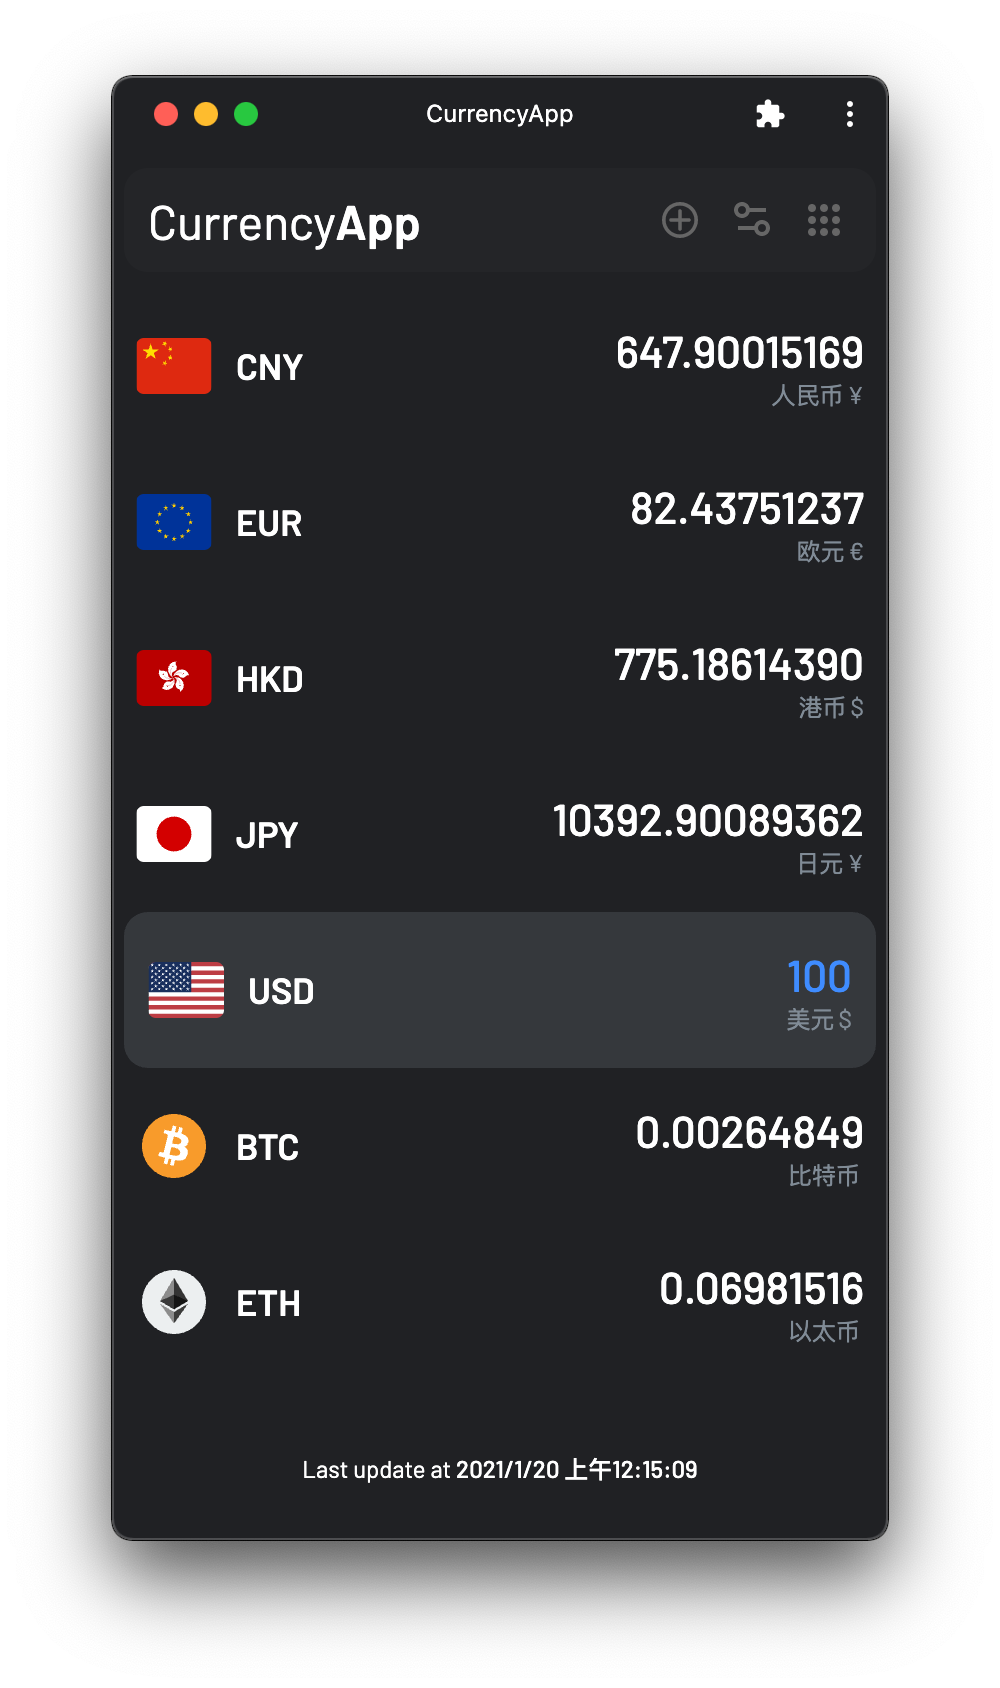 CurrencyApp
CurrencyApp
CNY
647.90015169
人民币 ¥
EUR
82.43751237
欧元 €
HKD
775.18614390
港币 $
JPY
10392.90089362
日元 ¥
USD
100
美元 $
BTC
0.00264849
比特币
ETH
0.06981516
以太币
Last update at 2021/1/20 上午12:15:09